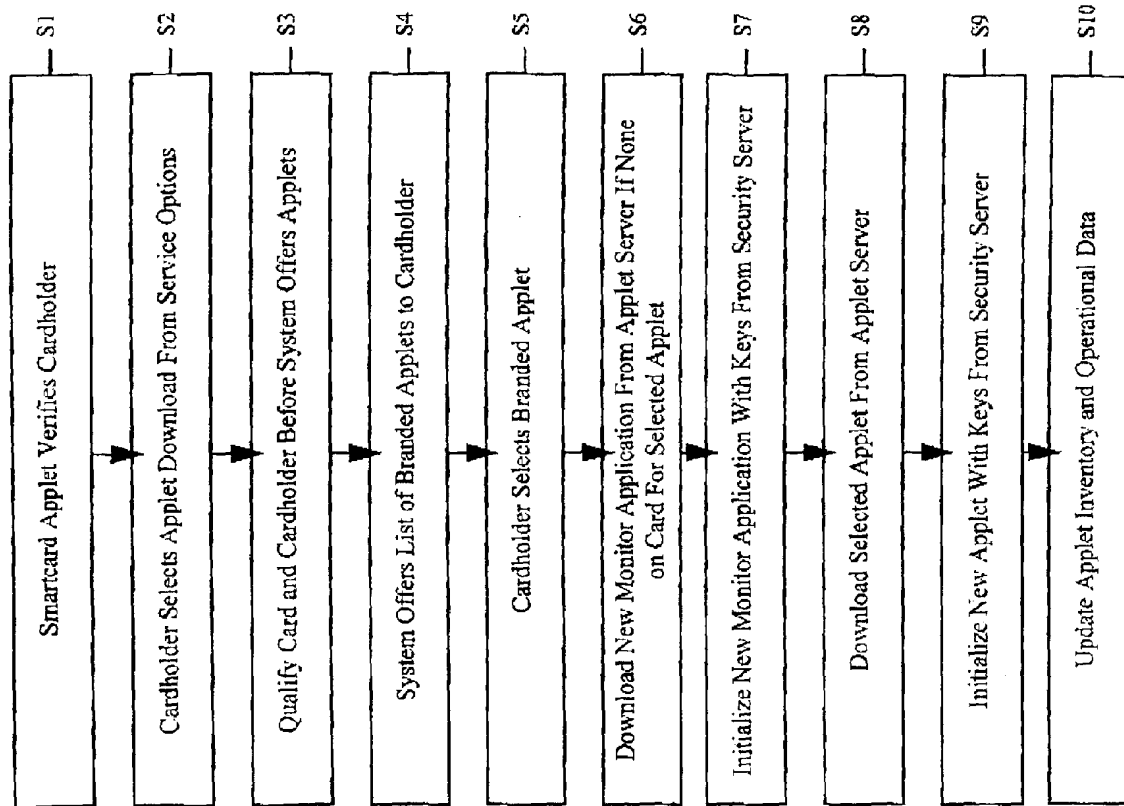 Smartcard Applet Verifies Cardholder
S1
Cardholder Selects Applet Download From Service Options
S2
Qualify Card and Cardholder Before System Offers Applets
S3
System Offers List of Branded Applets to Cardholder
S4
Cardholder Selects Branded Applet
S5
Download New Monitor Application From Applet Server If None
on Card For Selected Applet
S6
Initialize New Monitor Application With Keys From Security Server
S7
Download Selected Applet From Applet Server
S8
Initialize New Applet With Keys From Security Server
S9
Update Applet Inventory and Operational Data
S10